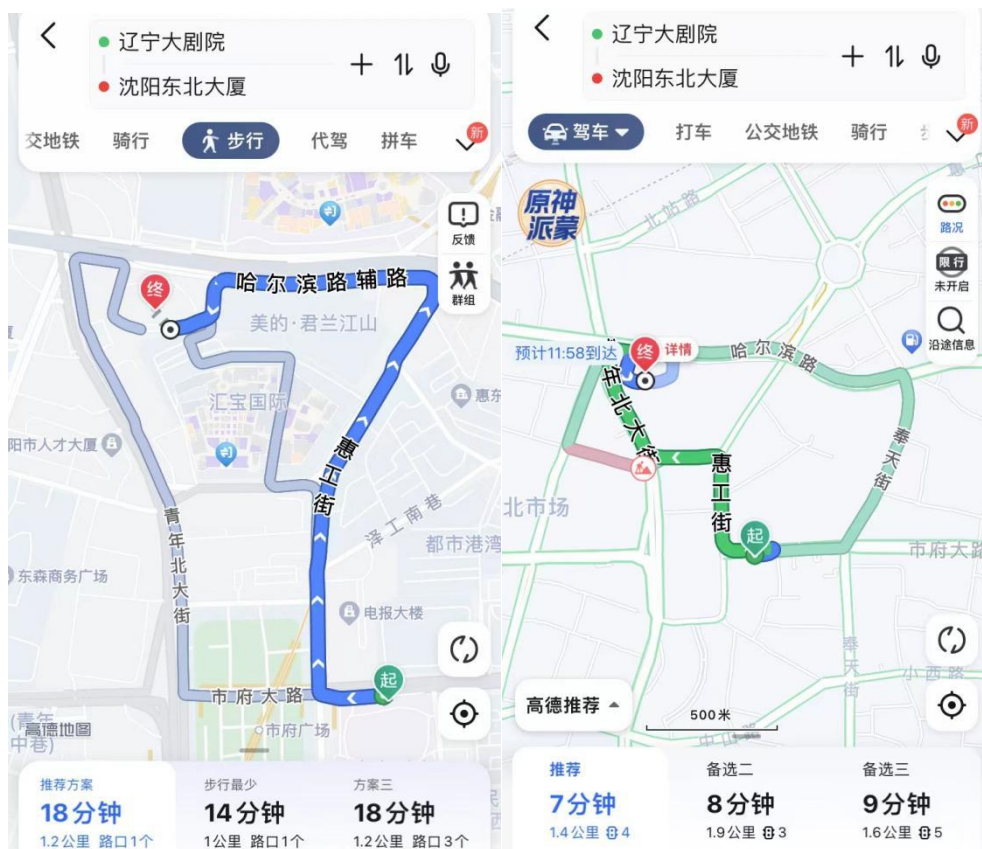 辽宁大剧院
沈阳东北大厦
交地铁 骑行 步行 代驾 拼车 新
反馈
群组
终
哈尔滨路辅路
美的·君兰江山
汇宝国际
惠东
阳市人才大厦
惠工街
青年北大街
泽工南巷
都市港湾
东森商务广场
电报大楼
起
市府大路
市府广场
(青年
中巷)
高德地图
推荐方案 步行最少 方案三
18分钟 14分钟 18分钟
1.2公里 路口1个 1公里 路口1个 1.2公里 路口3个
辽宁大剧院
沈阳东北大厦
驾车 打车 公交地铁 骑行 新
原神
派蒙
北站路
路况
限行
未开启
沿途信息
预计11:58到达
终 详情
哈尔滨路
年北大街
奉天街
惠工街
北市场
起
市府大路
奉天街
小西路
高德推荐
500米
中山路
推荐 备选二 备选三
7分钟 8分钟 9分钟
1.4公里 4 1.9公里 3 1.6公里 5